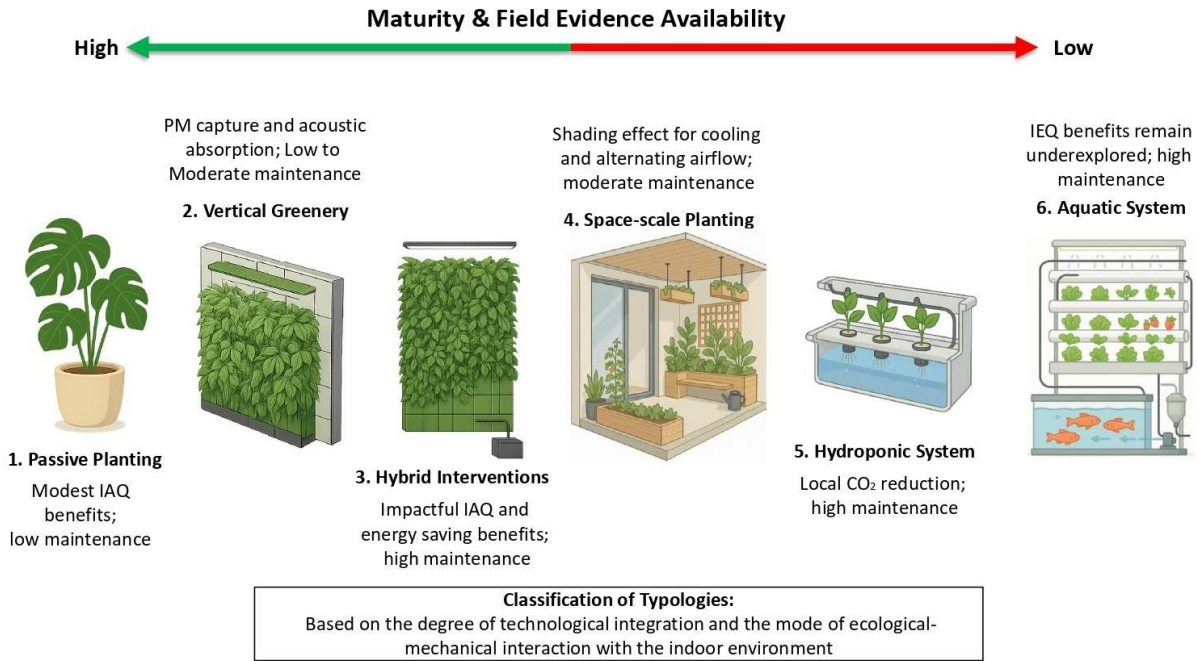 Maturity & Field Evidence Availability
High
Low
PM capture and acoustic
absorption; Low to
Moderate maintenance
2. Vertical Greenery
Shading effect for cooling
and alternating airflow;
moderate maintenance
4. Space-scale Planting
IEQ benefits remain
underexplored; high
maintenance
6. Aquatic System
1. Passive Planting
Modest IAQ
benefits;
low maintenance
3. Hybrid Interventions
Impactful IAQ and
energy saving benefits;
high maintenance
5. Hydroponic System
Local CO₂ reduction;
high maintenance
Classification of Typologies:
Based on the degree of technological integration and the mode of ecological-
mechanical interaction with the indoor environment